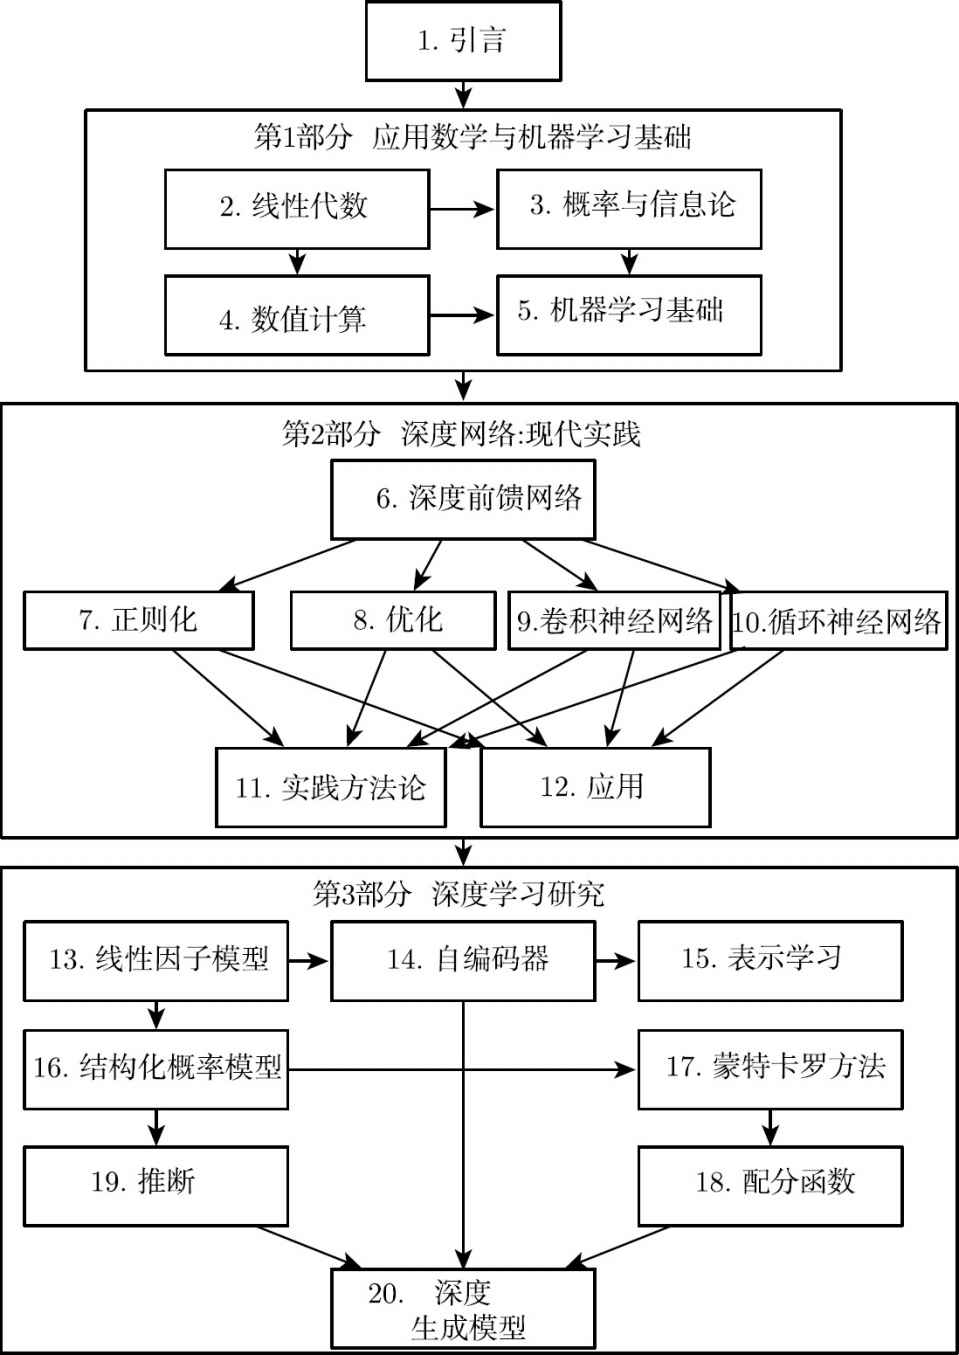 1. 引言
第1部分 应用数学与机器学习基础
2. 线性代数
3. 概率与信息论
4. 数值计算
5. 机器学习基础
第2部分 深度网络:现代实践
6. 深度前馈网络
7. 正则化
8. 优化
9.卷积神经网络
10.循环神经网络
11. 实践方法论
12. 应用
第3部分 深度学习研究
13. 线性因子模型
14. 自编码器
15. 表示学习
16. 结构化概率模型
17. 蒙特卡罗方法
19. 推断
18. 配分函数
20. 深度
生成模型